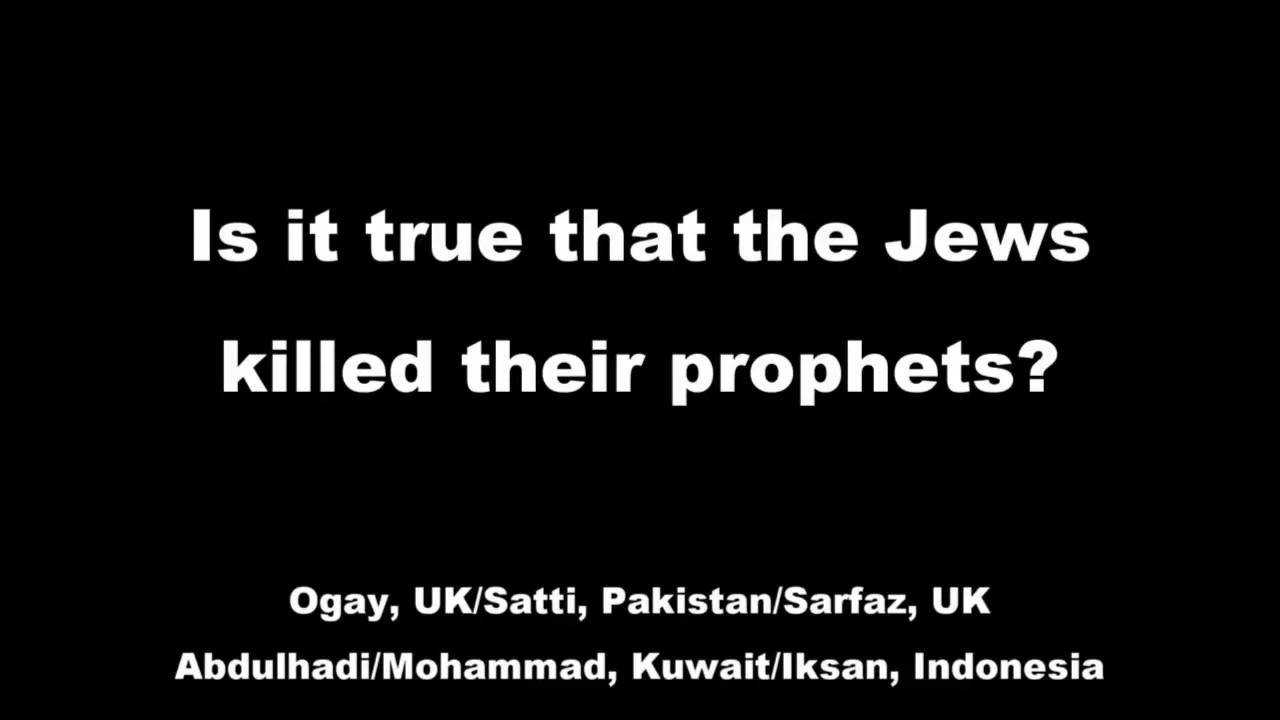 Is it true that the Jews
killed their prophets?
Ogay, UK/Satti, Pakistan/Sarfaz, UK
Abdulhadi/Mohammad, Kuwait/Iksan, Indonesia